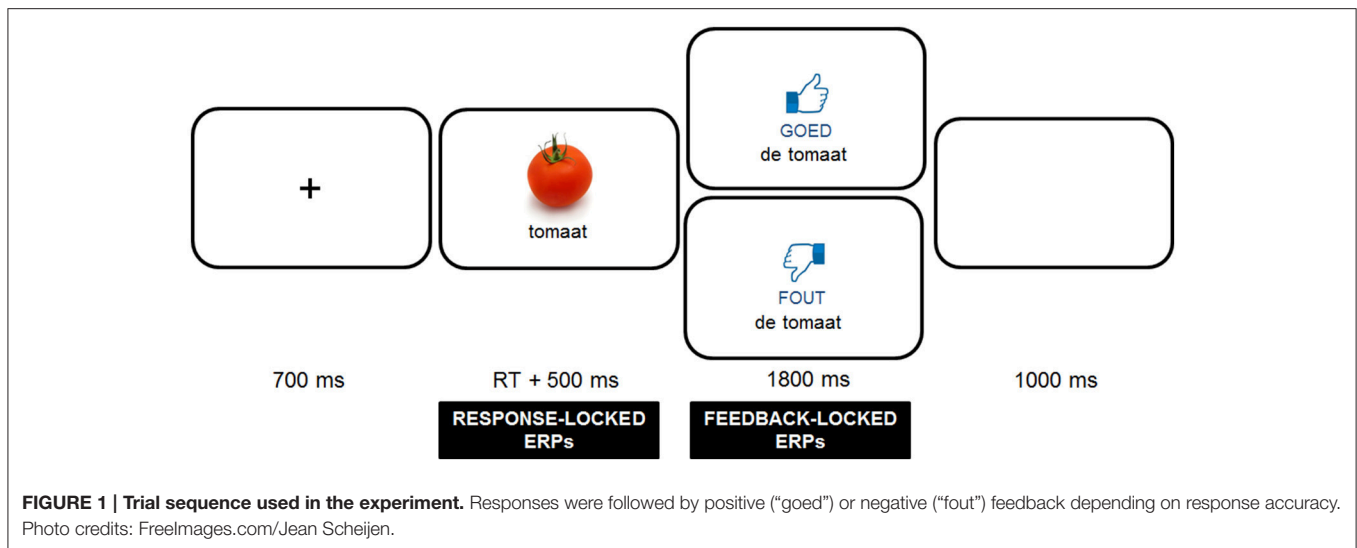 +
tomaat
GOED
de tomaat
FOUT
de tomaat
700 ms
RT + 500 ms
1800 ms
1000 ms
RESPONSE-LOCKED
ERPs
FEEDBACK-LOCKED
ERPs
FIGURE 1 | Trial sequence used in the experiment. Responses were followed by positive (“goed”) or negative (“fout”) feedback depending on response accuracy.
Photo credits: FreeImages.com/Jean Scheijen.